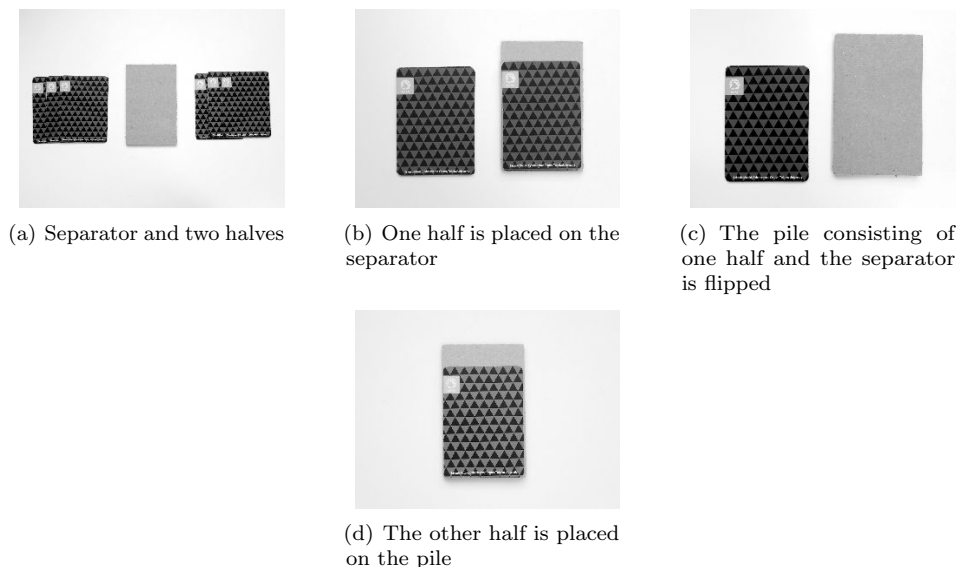 (a) Separator and two halves
(b) One half is placed on the
separator
(c) The pile consisting of
one half and the separator
is flipped
(d) The other half is placed
on the pile